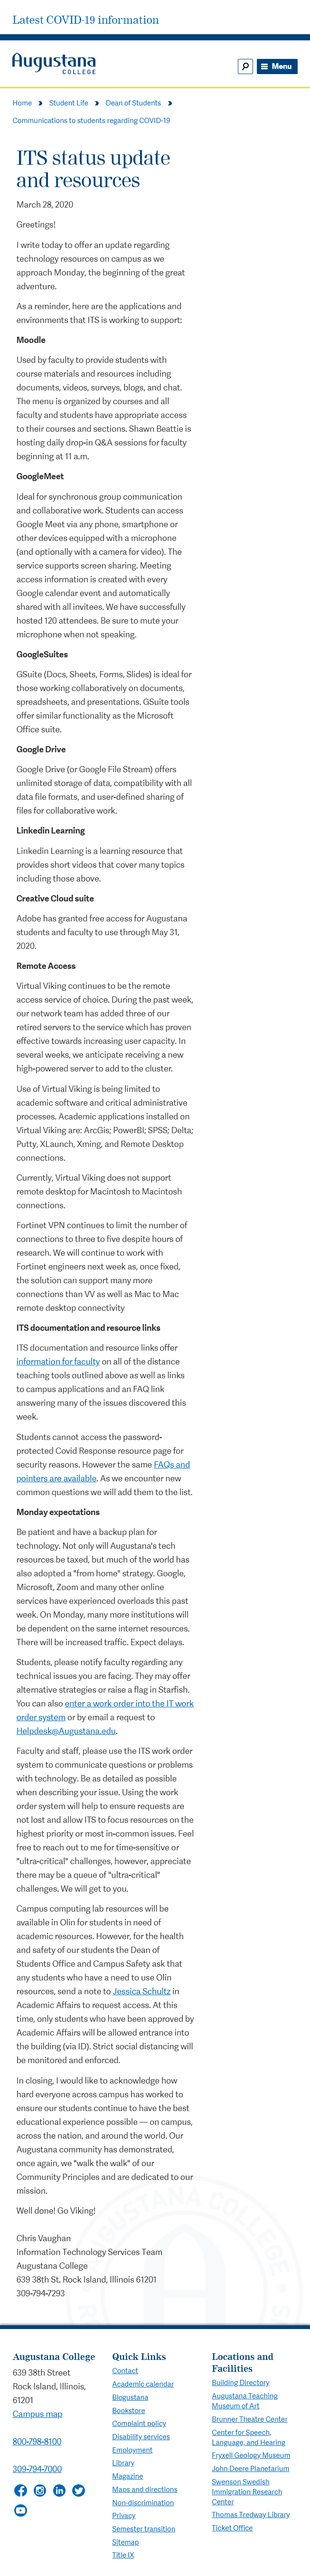 Latest COVID-19 information
Augustana
COLLEGE
Menu
Home > Student Life > Dean of Students >
Communications to students regarding COVID-19
ITS status update
and resources
March 28, 2020
Greetings!
I write today to offer an update regarding
technology resources on campus as we
approach Monday, the beginning of the great
adventure.
As a reminder, here are the applications and
environments that ITS is working to support:
Moodle
Used by faculty to provide students with
course materials and resources including
documents, videos, surveys, blogs, and chat.
The menu is organized by courses and all
faculty and students have appropriate access
to their courses and sections. Shawn Beattie is
hosting daily drop-in Q&A sessions for faculty
beginning at 11 a.m.
GoogleMeet
Ideal for synchronous group communication
and collaborative work. Students can access
Google Meet via any phone, smartphone or
other devices equipped with a microphone
(and optionally with a camera for video). The
service supports screen sharing. Meeting
access information is created with every
Google calendar event and automatically
shared with all invitees. We have successfully
hosted 120 attendees. Be sure to mute your
microphone when not speaking.
GoogleSuites
GSuite (Docs, Sheets, Forms, Slides) is ideal for
those working collaboratively on documents,
spreadsheets, and presentations. GSuite tools
offer similar functionality as the Microsoft
Office suite.
Google Drive
Google Drive (or Google File Stream) offers
unlimited storage of data, compatibility with all
data file formats, and user-defined sharing of
files for collaborative work.
Linkedin Learning
Linkedin Learning is a learning resource that
provides short videos that cover many topics
including those above.
Creative Cloud suite
Adobe has granted free access for Augustana
students and faculty to use through May 31,
2020.
Remote Access
Virtual Viking continues to be the remote
access service of choice. During the past week,
our network team has added three of our
retired servers to the service which has proven
effective towards increasing user capacity. In
several weeks, we anticipate receiving a new
high-powered server to add to the cluster.
Use of Virtual Viking is being limited to
academic software and critical administrative
processes. Academic applications installed on
Virtual Viking are: ArcGis; PowerBI; SPSS; Delta;
Putty, XLaunch, Xming, and Remote Desktop
Connections.
Currently, Virtual Viking does not support
remote desktop for Macintosh to Macintosh
connections.
Fortinet VPN continues to limit the number of
connections to three to five despite hours of
research. We will continue to work with
Fortinet engineers next week as, once fixed,
the solution can support many more
connections than VV as well as Mac to Mac
remote desktop connectivity
ITS documentation and resource links
ITS documentation and resource links offer
information for faculty on all of the distance
teaching tools outlined above as well as links
to campus applications and an FAQ link
answering many of the issues discovered this
week.
Students cannot access the password-
protected Covid Response resource page for
security reasons. However the same FAQs and
pointers are available. As we encounter new
common questions we will add them to the list.
Monday expectations
Be patient and have a backup plan for
technology. Not only will Augustana's tech
resources be taxed, but much of the world has
also adopted a "from home" strategy. Google,
Microsoft, Zoom and many other online
services have experienced overloads this past
week. On Monday, many more institutions will
be dependent on the same internet resources.
There will be increased traffic. Expect delays.
Students, please notify faculty regarding any
technical issues you are facing. They may offer
alternative strategies or raise a flag in Starfish.
You can also enter a work order into the IT work
order system or by email a request to
Helpdesk@Augustana.edu.
Faculty and staff, please use the ITS work order
system to communicate questions or problems
with technology. Be as detailed as possible
when describing your issue. Using the work
order system will help to ensure requests are
not lost and allow ITS to focus resources on the
highest priority or most in-common issues. Feel
free to reach out to me for time-sensitive or
"ultra-critical" challenges, however, appreciate
there may be a queue of "ultra-critical"
challenges. We will get to you.
Campus computing lab resources will be
available in Olin for students in need of
academic resources. However, for the health
and safety of our students the Dean of
Students Office and Campus Safety ask that
any students who have a need to use Olin
resources, send a note to Jessica Schultz in
Academic Affairs to request access. At this
time, only students who have been approved by
Academic Affairs will be allowed entrance into
the building (via ID). Strict social distancing will
be monitored and enforced.
In closing, I would like to acknowledge how
hard everyone across campus has worked to
ensure our students continue to have the best
educational experience possible — on campus,
across the nation, and around the world. Our
Augustana community has demonstrated,
once again, we "walk the walk" of our
Community Principles and are dedicated to our
mission.
Well done! Go Viking!
Chris Vaughan
Information Technology Services Team
Augustana College
639 38th St. Rock Island, Illinois 61201
309-794-7293
Augustana College
639 38th Street
Rock Island, Illinois,
61201
Campus map
800-798-8100
309-794-7000
Quick Links
Contact
Academic calendar
Blogustana
Bookstore
Complaint policy
Disability services
Employment
Library
Magazine
Maps and directions
Non-discrimination
Privacy
Semester transition
Sitemap
Title IX
Locations and
Facilities
Building Directory
Augustana Teaching
Museum of Art
Brunner Theatre Center
Center for Speech,
Language, and Hearing
Fryxell Geology Museum
John Deere Planetarium
Swenson Swedish
Immigration Research
Center
Thomas Tredway Library
Ticket Office